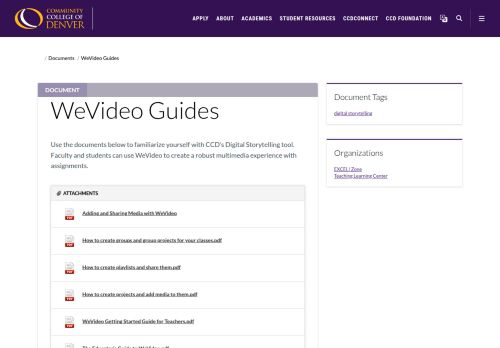 COMMUNITY
COLLEGE OF
DENVER
APPLY ABOUT ACADEMICS STUDENT RESOURCES CCDCONNECT CCD FOUNDATION
/ Documents / WeVideo Guides
DOCUMENT
WeVideo Guides
Use the documents below to familiarize yourself with CCD's Digital Storytelling tool.
Faculty and students can use WeVideo to create a robust multimedia experience with
assignments.
ATTACHMENTS
PDF Adding and Sharing Media with WeVideo
PDF How to create groups and group projects for your classes.pdf
PDF How to create playlists and share them.pdf
PDF How to create projects and add media to them.pdf
PDF WeVideo Getting Started Guide for Teachers.pdf
Document Tags
digital storytelling
Organizations
EXCEL! Zone
Teaching Learning Center